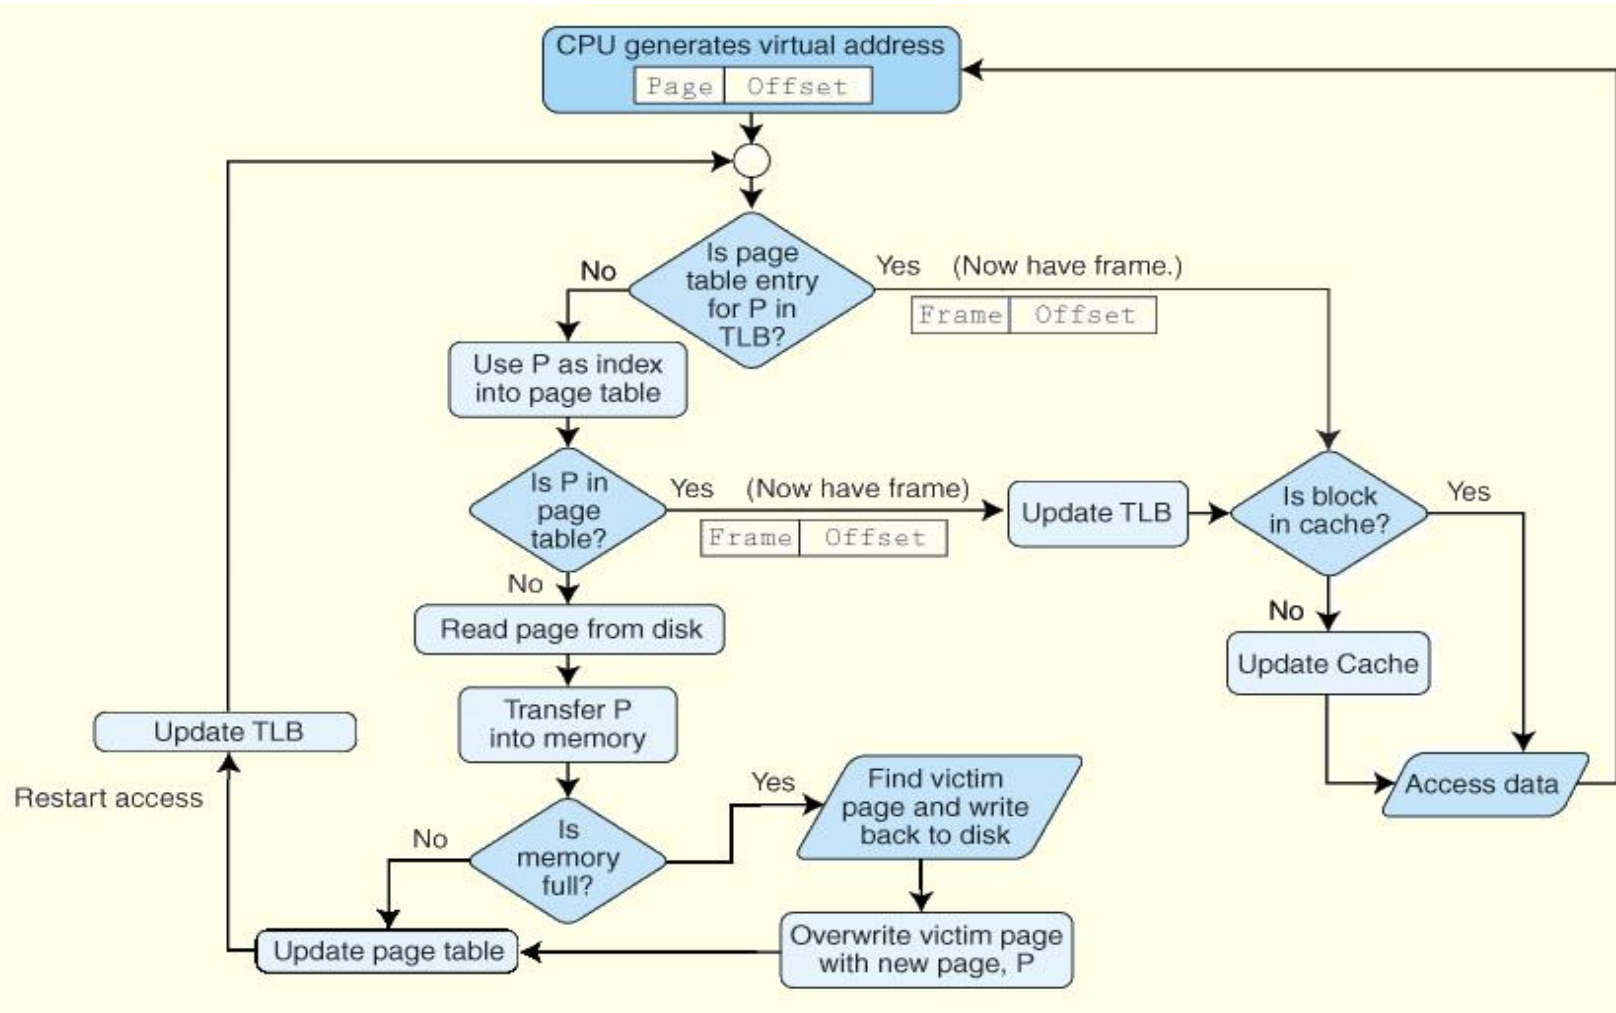 CPU generates virtual address
Page Offset
Is page
table entry
for P in
TLB?
No
Yes (Now have frame.)
Frame Offset
Use P as index
into page table
Is P in
page
table?
Yes (Now have frame)
Frame Offset
Update TLB
Is block
in cache?
Yes
No
Update Cache
Access data
No
Read page from disk
Transfer P
into memory
Is
memory
full?
Yes
Find victim
page and write
back to disk
Overwrite victim page
with new page, P
No
Update page table
Restart access
Update TLB